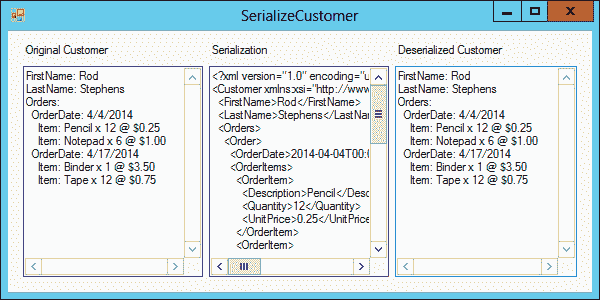 SerializeCustomer
Original Customer
FirstName: Rod
LastName: Stephens
Orders:
OrderDate: 4/4/2014
Item: Pencil x 12 @ $0.25
Item: Notepad x 6 @ $1.00
OrderDate: 4/17/2014
Item: Binder x 1 @ $3.50
Item: Tape x 12 @ $0.75
Serialization
<?xml version="1.0" encoding="u
<Customer xmlns:xsi="http://www
<FirstName>Rod</FirstName>
<LastName>Stephens</LastNam
<Orders>
<Order>
<OrderDate>2014-04-04T00:0
<OrderItems>
<OrderItem>
<Description>Pencil</Desc
<Quantity>12</Quantity>
<UnitPrice>0.25</UnitPric
</OrderItem>
<OrderItem>
Deserialized Customer
FirstName: Rod
LastName: Stephens
Orders:
OrderDate: 4/4/2014
Item: Pencil x 12 @ $0.25
Item: Notepad x 6 @ $1.00
OrderDate: 4/17/2014
Item: Binder x 1 @ $3.50
Item: Tape x 12 @ $0.75